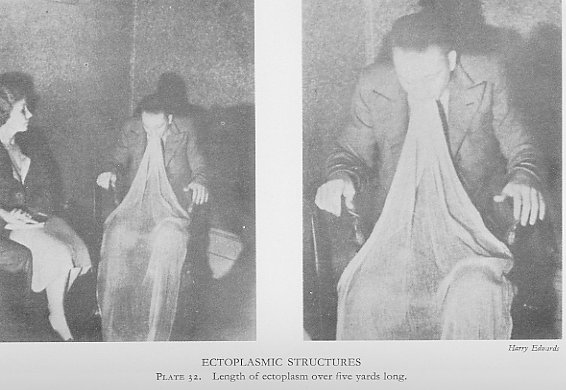 Harry Edwards
ECTOPLASMIC STRUCTURES
PLATE 32. Length of ectoplasm over five yards long.